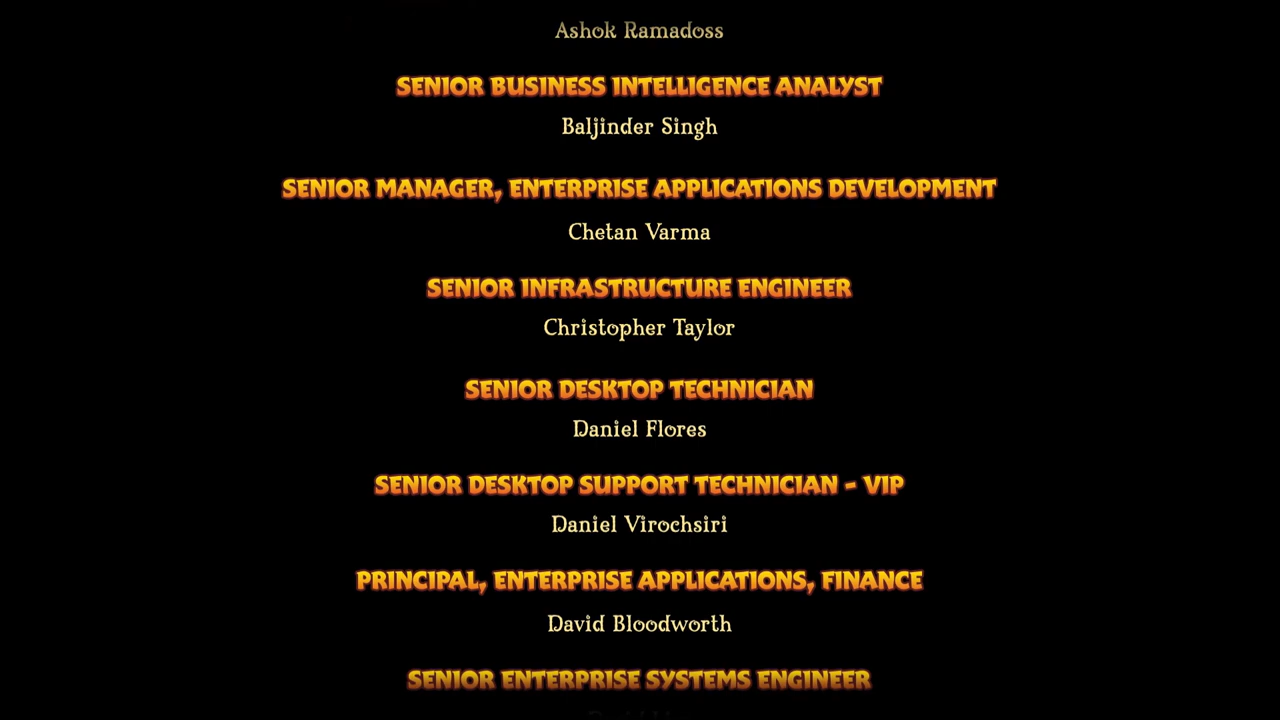 Ashok Ramadoss
SENIOR BUSINESS INTELLIGENCE ANALYST
Baljinder Singh
SENIOR MANAGER, ENTERPRISE APPLICATIONS DEVELOPMENT
Chetan Varma
SENIOR INFRASTRUCTURE ENGINEER
Christopher Taylor
SENIOR DESKTOP TECHNICIAN
Daniel Flores
SENIOR DESKTOP SUPPORT TECHNICIAN - VIP
Daniel Virochsiri
PRINCIPAL, ENTERPRISE APPLICATIONS, FINANCE
David Bloodworth
SENIOR ENTERPRISE SYSTEMS ENGINEER